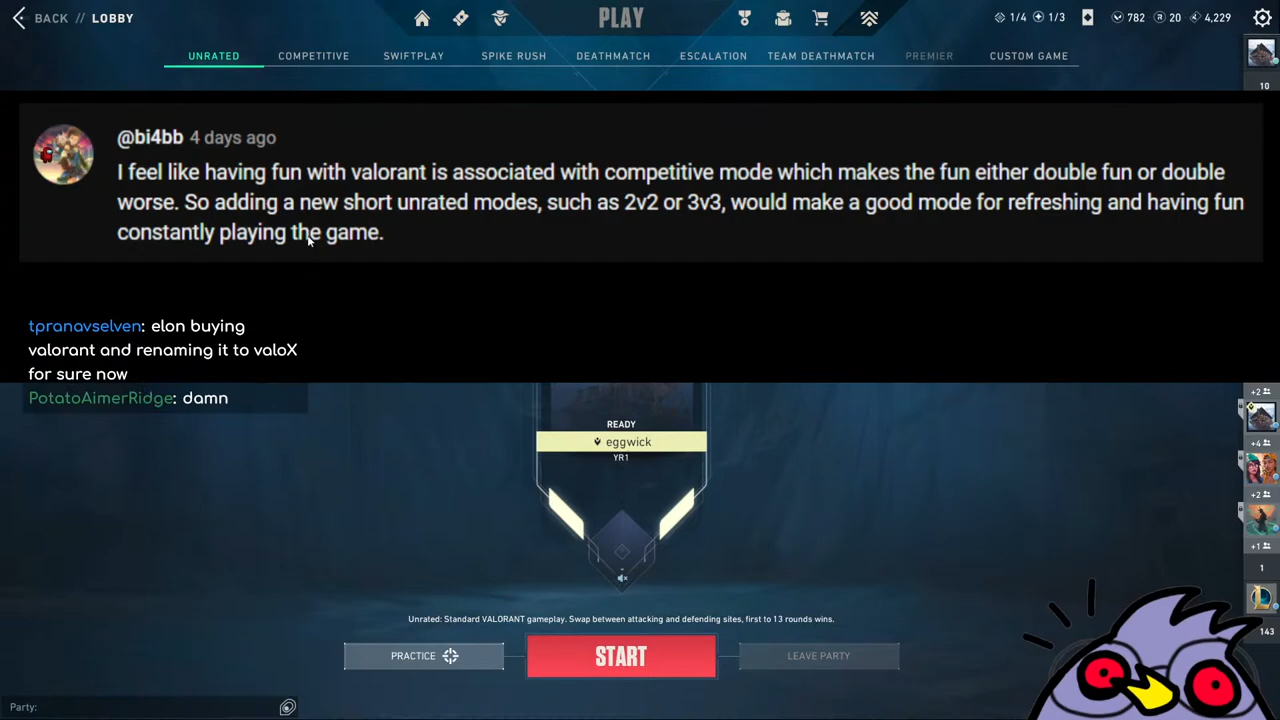 BACK // LOBBY
PLAY
1/4 1/3 782 20 4,229
UNRATED COMPETITIVE SWIFTPLAY SPIKE RUSH DEATHMATCH ESCALATION TEAM DEATHMATCH PREMIER CUSTOM GAME
10
@bi4bb 4 days ago
I feel like having fun with valorant is associated with competitive mode which makes the fun either double fun or double
worse. So adding a new short unrated modes, such as 2v2 or 3v3, would make a good mode for refreshing and having fun
constantly playing the game.
tpranavselven: elon buying
valorant and renaming it to valoX
for sure now
PotatoAimerRidge: damn
+2
READY
eggwick
+4
YR1
+2
+1
1
Unrated: Standard VALORANT gameplay. Swap between attacking and defending sites, first to 13 rounds wins.
143
PRACTICE START LEAVE PARTY
Party: